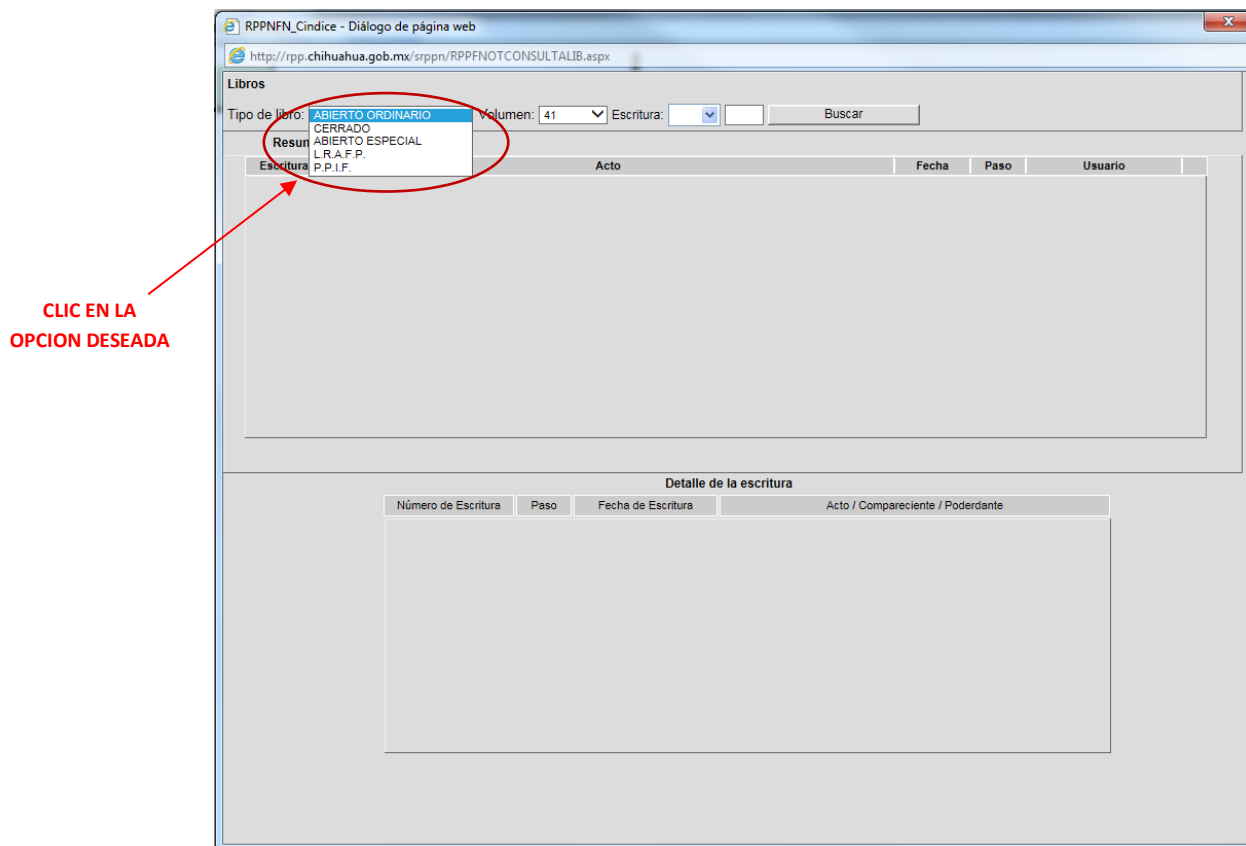 RPPNFN_Cindice - Diálogo de página web
http://rpp.chihuahua.gob.mx/srppn/RPPFNOTCONSULTALIB.aspx
Libros
Tipo de libro: ABIERTO ORDINARIO Volumen: 41 Escritura: Buscar
CERRADO
ABIERTO ESPECIAL
L.R.A.F.P.
P.P.I.F.
Escritura Acto Fecha Paso Usuario
CLIC EN LA
OPCION DESEADA
Detalle de la escritura
Número de Escritura Paso Fecha de Escritura Acto / Compareciente / Poderdante